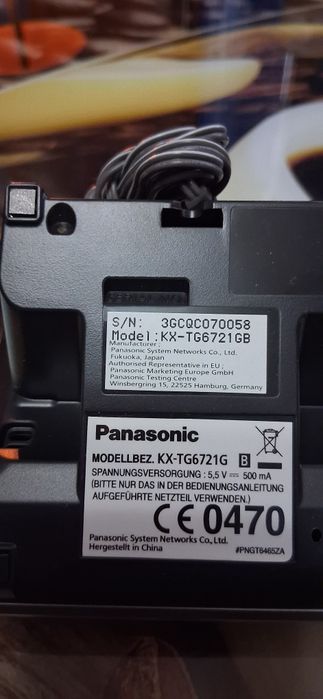 S/N: 3GCQC070058
Model:KX-TG6721GB
Manufacturer :
Panasonic System Networks Co., Ltd.
Fukuoka, Japan
Authorised Representative in EU :
Panasonic Marketing Europe GmbH
Panasonic Testing Centre
Winsbergring 15, 22525 Hamburg, Germany
Panasonic
MODELLBEZ. KX-TG6721G B
SPANNUNGSVERSORGUNG : 5,5 V ⎓ 500 mA
(BITTE NUR DAS IN DER BEDIENUNGSANLEITUNG
AUFGEFÜHRTE NETZTEIL VERWENDEN.)
CE 0470
Panasonic System Networks Co., Ltd.
Hergestellt in China
#PNGT6465ZA